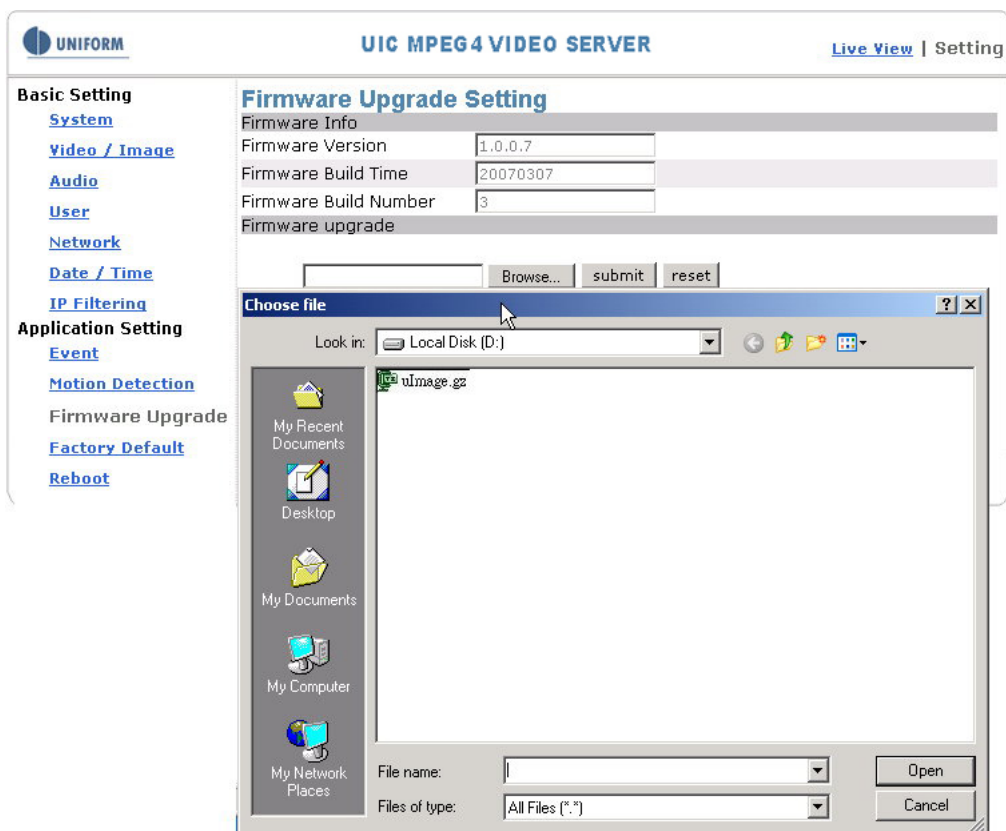 UNIFORM
UIC MPEG4 VIDEO SERVER
Live View | Setting
Basic Setting
System
Video / Image
Audio
User
Network
Date / Time
IP Filtering
Application Setting
Event
Motion Detection
Firmware Upgrade
Factory Default
Reboot
Firmware Upgrade Setting
Firmware Info
Firmware Version 1.0.0.7
Firmware Build Time 20070307
Firmware Build Number 3
Firmware upgrade
Browse... submit reset
Choose file
Look in: Local Disk (D:)
uImage.gz
My Recent
Documents
Desktop
My Documents
My Computer
My Network
Places
File name:
Open
Files of type: All Files (*.*)
Cancel